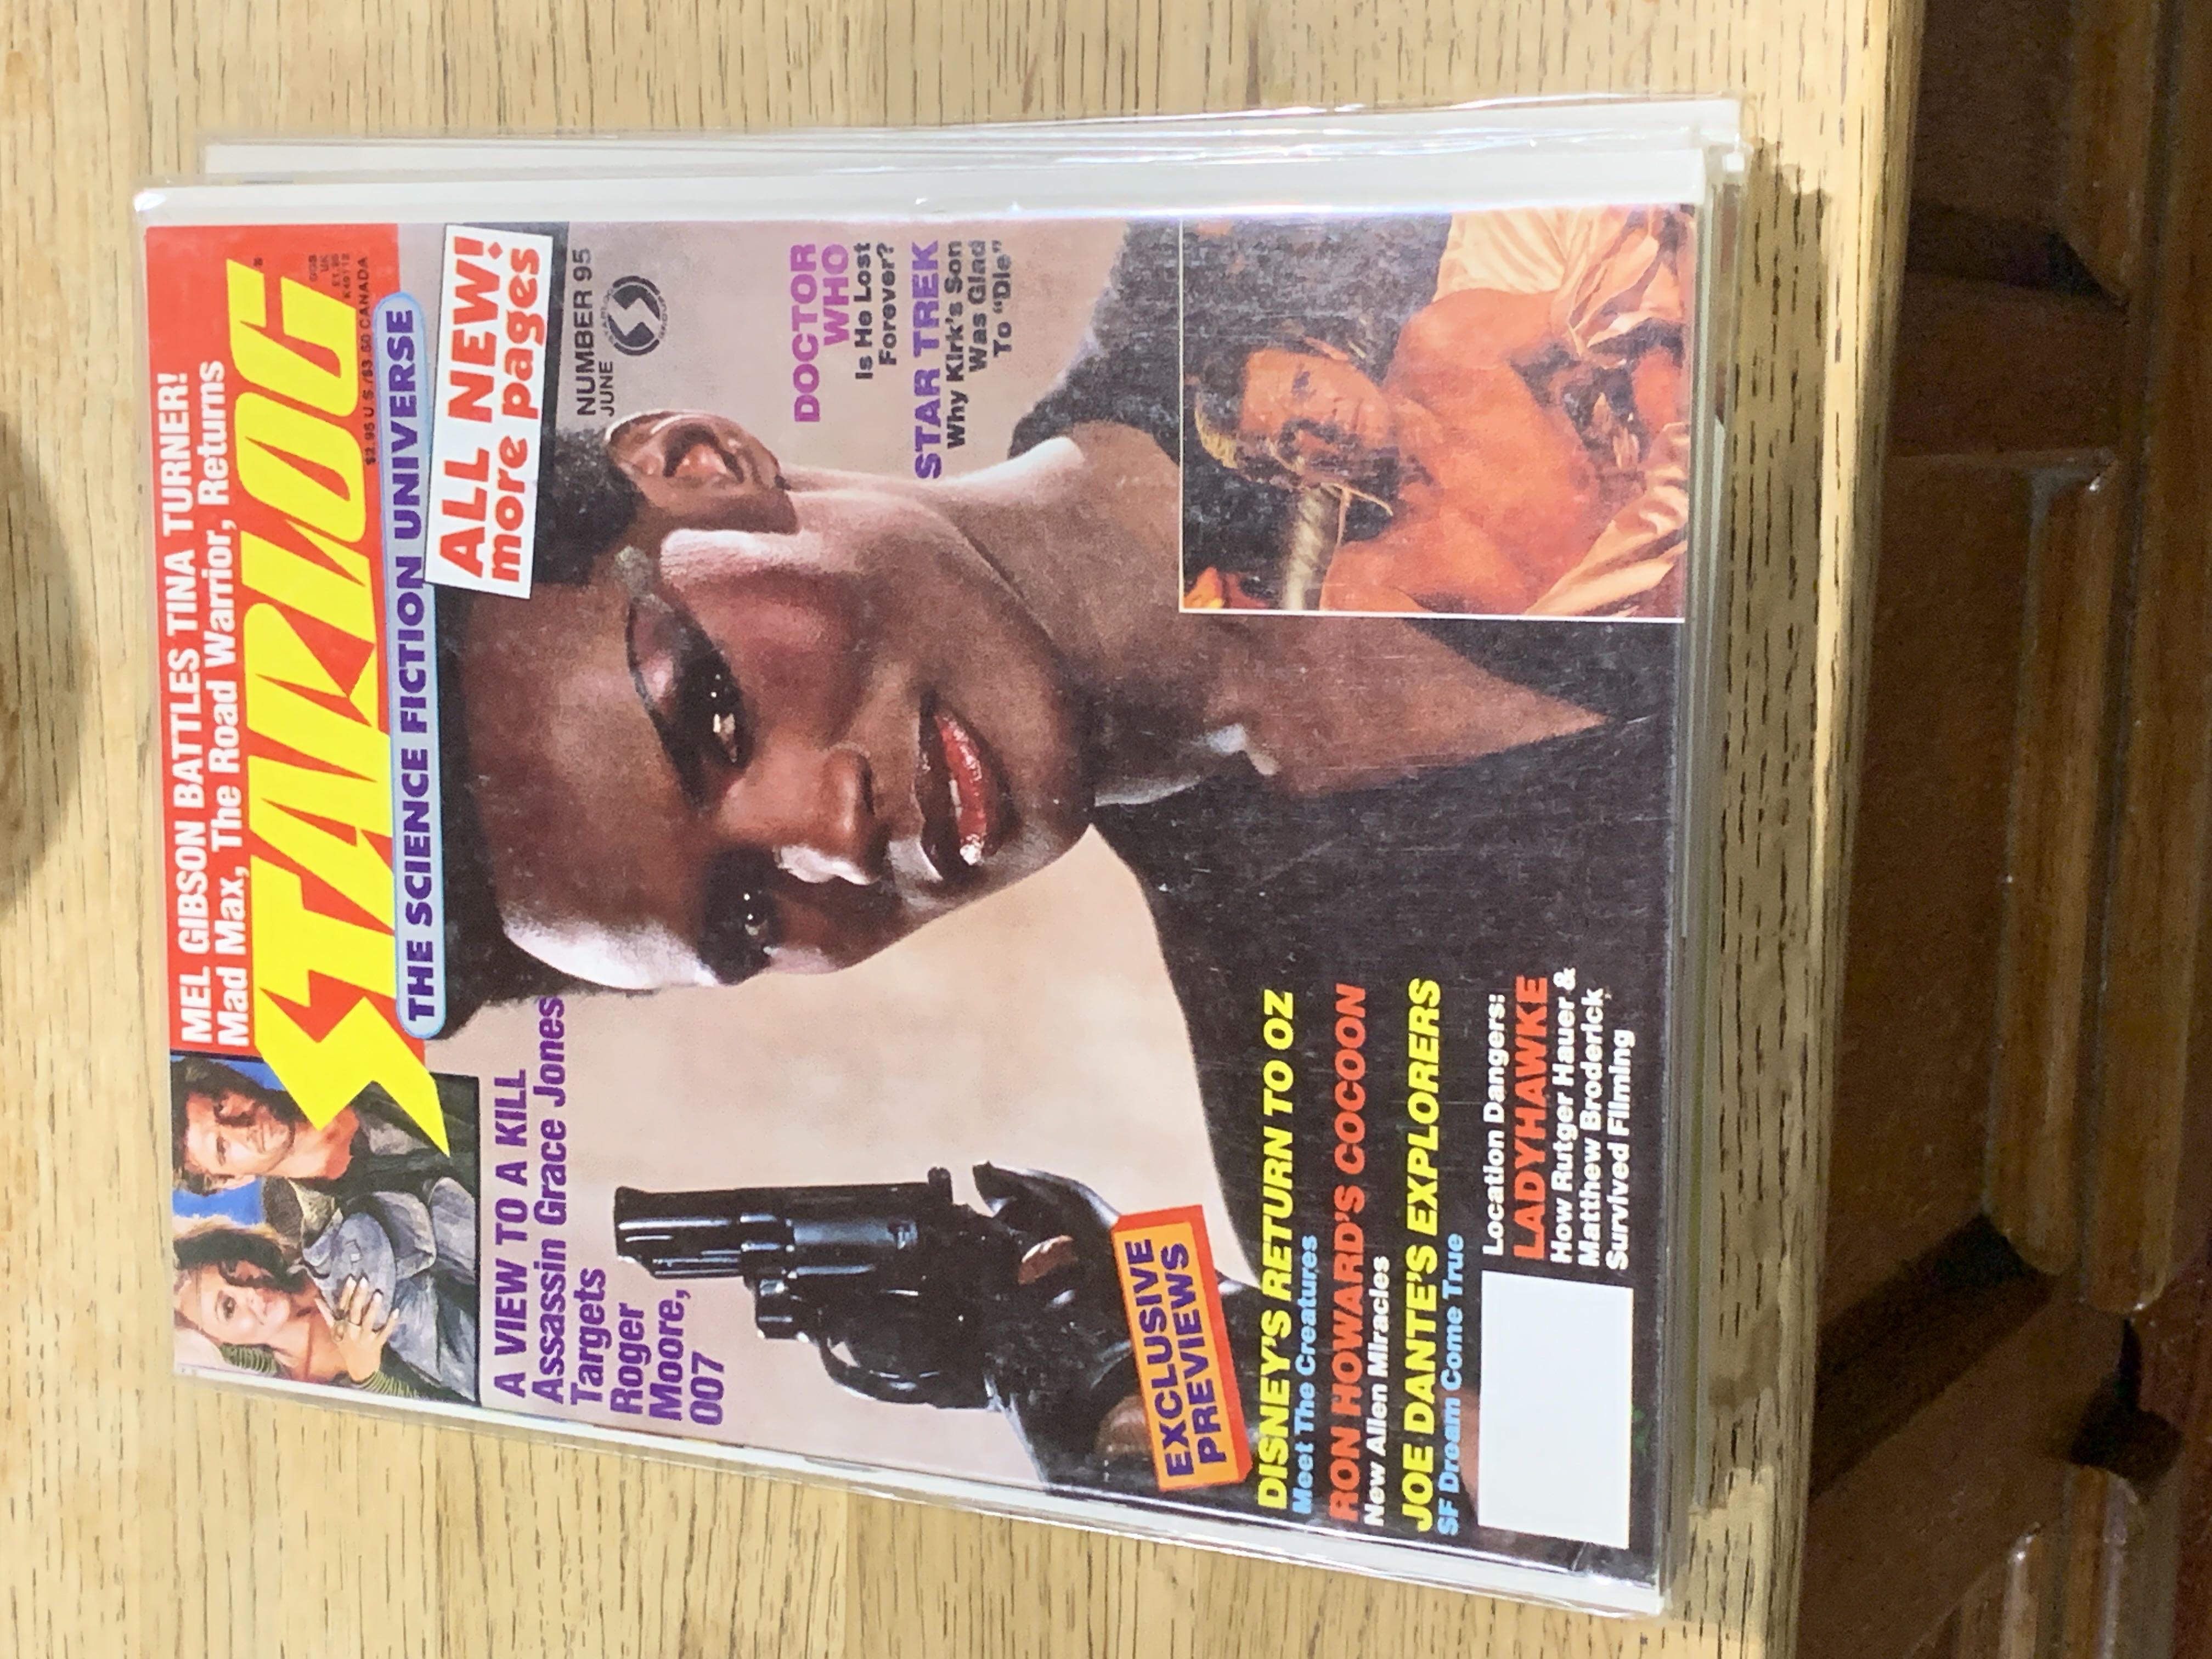 MEL GIBSON BATTLES TINA TURNER!
Mad Max, The Road Warrior, Returns
STARLOG
$2.95 U.S./$3.60 CANADA
THE SCIENCE FICTION UNIVERSE
ALL NEW!
more pages
NUMBER 95
JUNE
A VIEW TO A KILL
Assassin Grace Jones
Targets
Roger
Moore,
007
DOCTOR
WHO
Is He Lost
Forever?
STAR TREK
Why Kirk's Son
Was Glad
To "Die"
EXCLUSIVE
PREVIEWS
DISNEY'S RETURN TO OZ
Meet The Creatures
RON HOWARD'S COCOON
New Alien Miracles
JOE DANTE'S EXPLORERS
SF Dream Come True
Location Dangers:
LADYHAWKE
How Rutger Hauer &
Matthew Broderick
Survived Filming